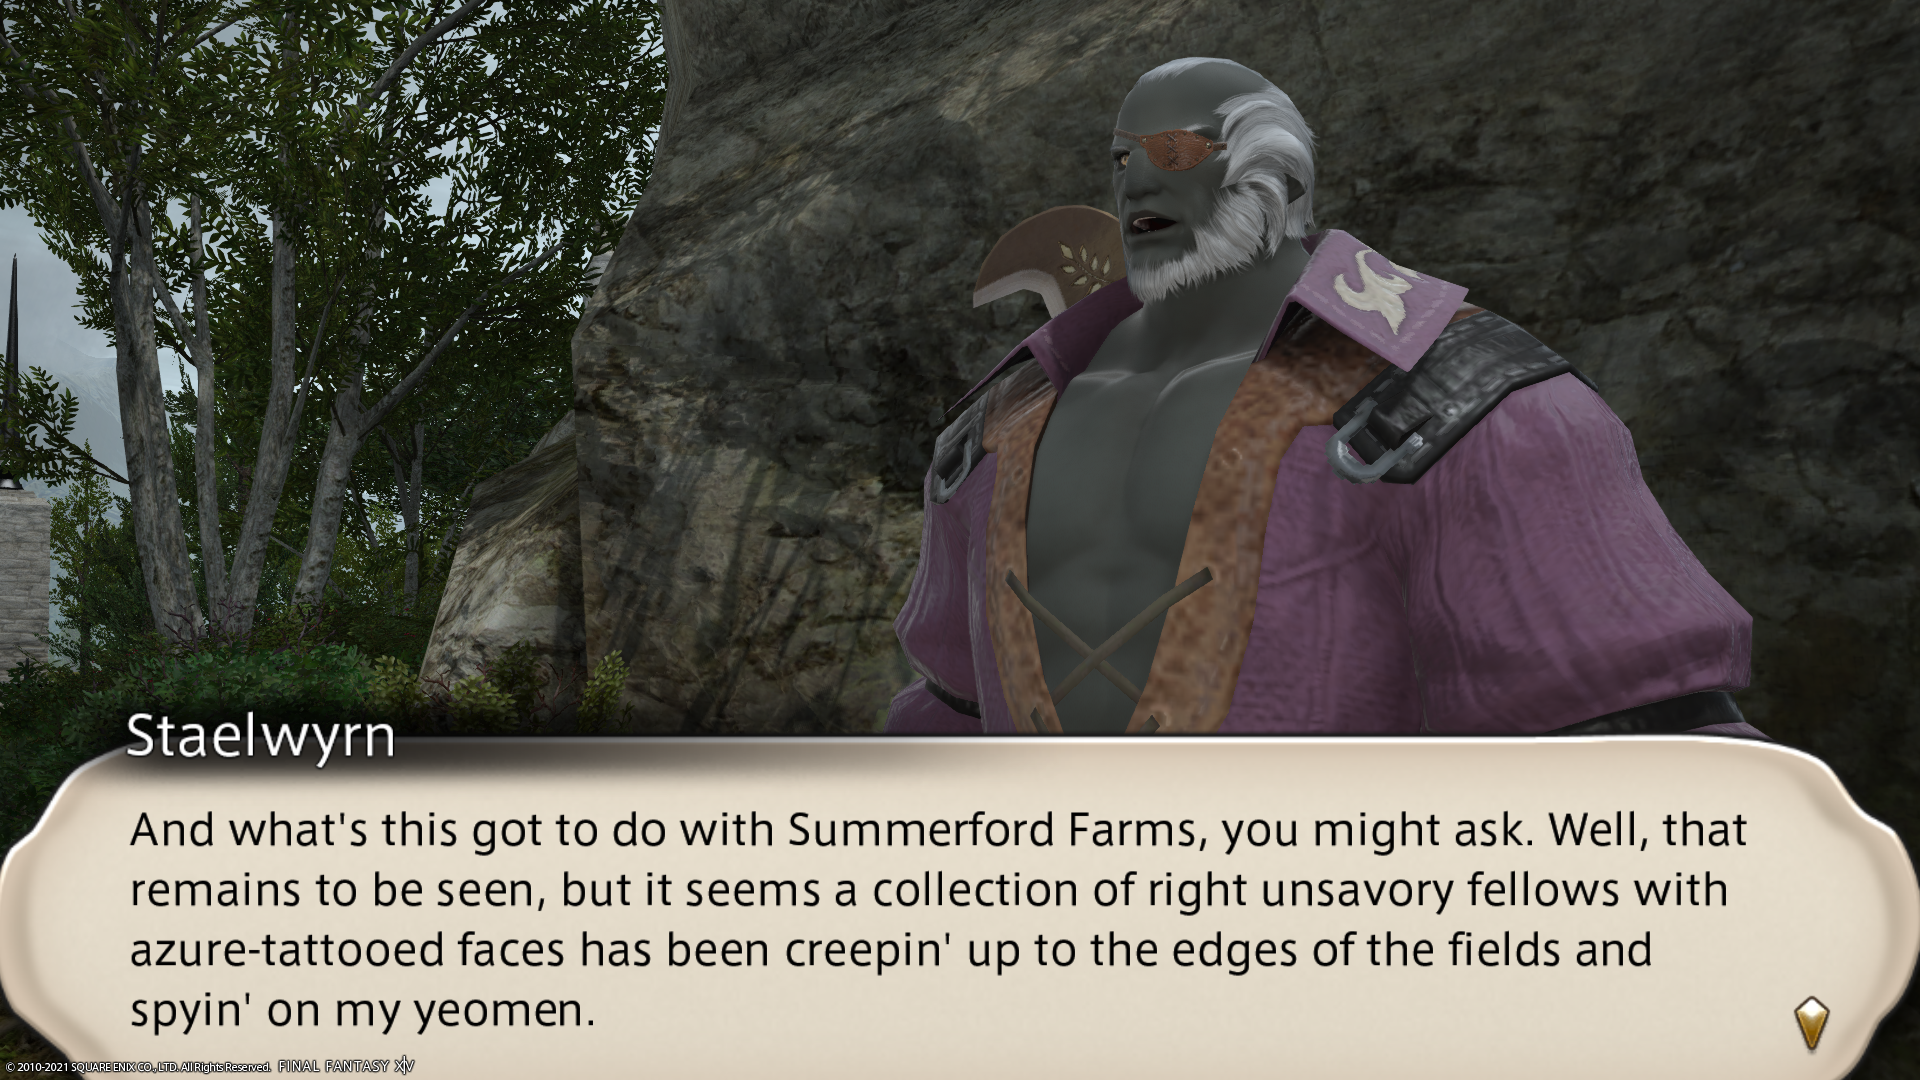 Staelwyrn
And what's this got to do with Summerford Farms, you might ask. Well, that
remains to be seen, but it seems a collection of right unsavory fellows with
azure-tattooed faces has been creepin' up to the edges of the fields and
spyin' on my yeomen.
© 2010-2021 SQUARE ENIX CO., LTD. All Rights Reserved. FINAL FANTASY XIV